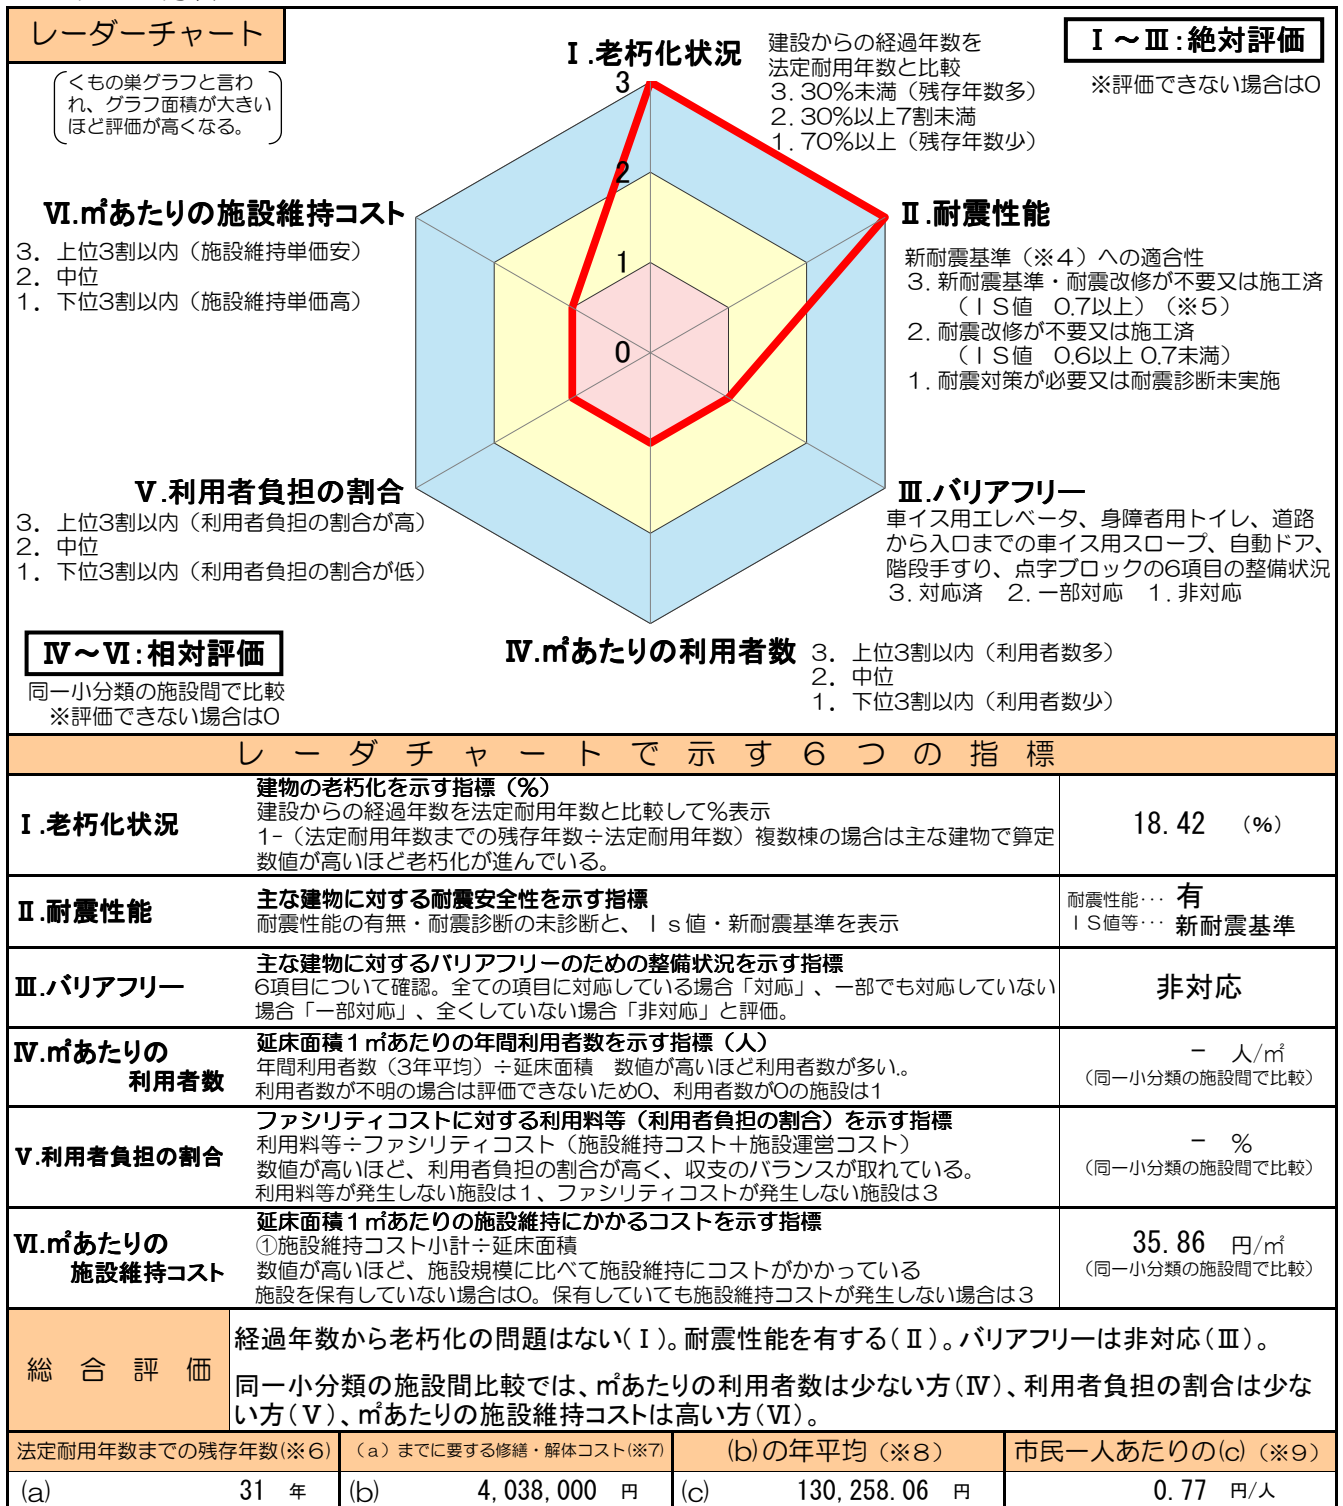 レーダーチャート
くもの巣グラフと言わ
れ、グラフ面積が大きい
ほど評価が高くなる。
Ⅰ～Ⅲ:絶対評価
※評価できない場合は0
Ⅰ.老朽化状況
建設からの経過年数を
法定耐用年数と比較
3. 30%未満（残存年数多）
2. 30%以上7割未満
1. 70%以上（残存年数少）
3
2
1
0
Ⅵ.㎡あたりの施設維持コスト
3. 上位3割以内（施設維持単価安）
2. 中位
1. 下位3割以内（施設維持単価高）
Ⅱ.耐震性能
新耐震基準（※4）への適合性
3. 新耐震基準・耐震改修が不要又は施工済
（ＩＳ値　0.7以上）（※5）
2. 耐震改修が不要又は施工済
（ＩＳ値　0.6以上 0.7未満）
1. 耐震対策が必要又は耐震診断未実施
Ⅴ.利用者負担の割合
3. 上位3割以内（利用者負担の割合が高）
2. 中位
1. 下位3割以内（利用者負担の割合が低）
Ⅲ.バリアフリー
車イス用エレベータ、身障者用トイレ、道路
から入口までの車イス用スロープ、自動ドア、
階段手すり、点字ブロックの6項目の整備状況
3. 対応済　2. 一部対応　1. 非対応
Ⅳ～Ⅵ:相対評価
同一小分類の施設間で比較
※評価できない場合は0
Ⅳ.㎡あたりの利用者数
3. 上位3割以内（利用者数多）
2. 中位
1. 下位3割以内（利用者数少）
レーダチャートで示す６つの指標
Ⅰ.老朽化状況
建物の老朽化を示す指標（％）
建設からの経過年数を法定耐用年数と比較して%表示
1-（法定耐用年数までの残存年数÷法定耐用年数）複数棟の場合は主な建物で算定
数値が高いほど老朽化が進んでいる。
18.42 （%）
Ⅱ.耐震性能
主な建物に対する耐震安全性を示す指標
耐震性能の有無・耐震診断の未診断と、Ｉｓ値・新耐震基準を表示
耐震性能… 有
ＩＳ値等… 新耐震基準
Ⅲ.バリアフリー
主な建物に対するバリアフリーのための整備状況を示す指標
6項目について確認。全ての項目に対応している場合「対応」、一部でも対応していない
場合「一部対応」、全くしていない場合「非対応」と評価。
非対応
Ⅳ.㎡あたりの
利用者数
延床面積１㎡あたりの年間利用者数を示す指標（人）
年間利用者数（3年平均）÷延床面積　数値が高いほど利用者数が多い。
利用者数が不明の場合は評価できないため0、利用者数が0の施設は1
－ 人/㎡
（同一小分類の施設間で比較）
Ⅴ.利用者負担の割合
ファシリティコストに対する利用料等（利用者負担の割合）を示す指標
利用料等÷ファシリティコスト（施設維持コスト＋施設運営コスト）
数値が高いほど、利用者負担の割合が高く、収支のバランスが取れている。
利用料等が発生しない施設は１、ファシリティコストが発生しない施設は３
－ %
（同一小分類の施設間で比較）
Ⅵ.㎡あたりの
施設維持コスト
延床面積１㎡あたりの施設維持にかかるコストを示す指標
①施設維持コスト小計÷延床面積
数値が高いほど、施設規模に比べて施設維持にコストがかかっている
施設を保有していない場合は0。保有していても施設維持コストが発生しない場合は３
35.86 円/㎡
（同一小分類の施設間で比較）
総合評価
経過年数から老朽化の問題はない(Ⅰ)。耐震性能を有する(Ⅱ)。バリアフリーは非対応(Ⅲ)。
同一小分類の施設間比較では、㎡あたりの利用者数は少ない方(Ⅳ)、利用者負担の割合は少な
い方(Ⅴ)、㎡あたりの施設維持コストは高い方(Ⅵ)。
法定耐用年数までの残存年数(※6)
（a）までに要する修繕・解体コスト(※7)
(b)の年平均（※8）
市民一人あたりの(c)（※9）
(a) 31 年
(b) 4,038,000 円
(c) 130,258.06 円
0.77 円/人